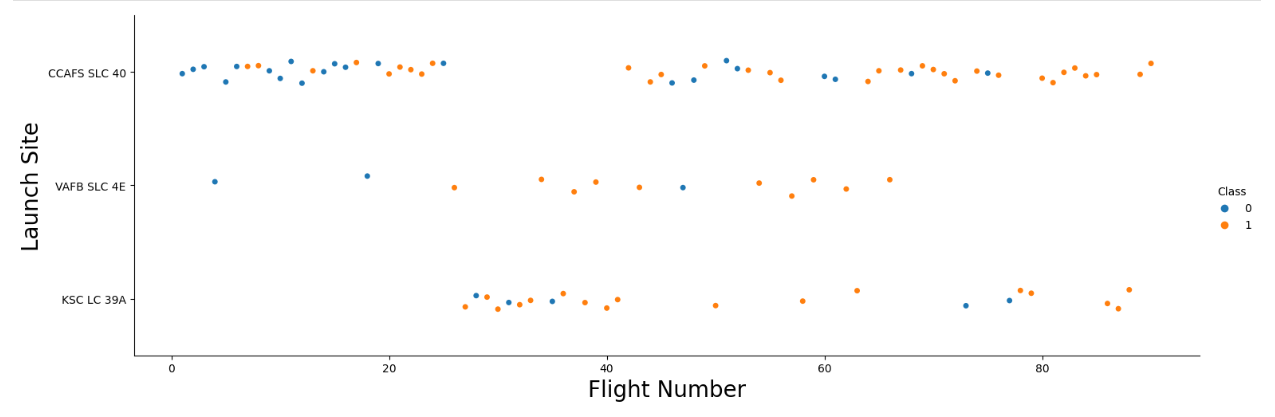 Launch Site
CCAFS SLC 40
VAFB SLC 4E
KSC LC 39A
0 20 40 60 80
Flight Number
Class
0
1